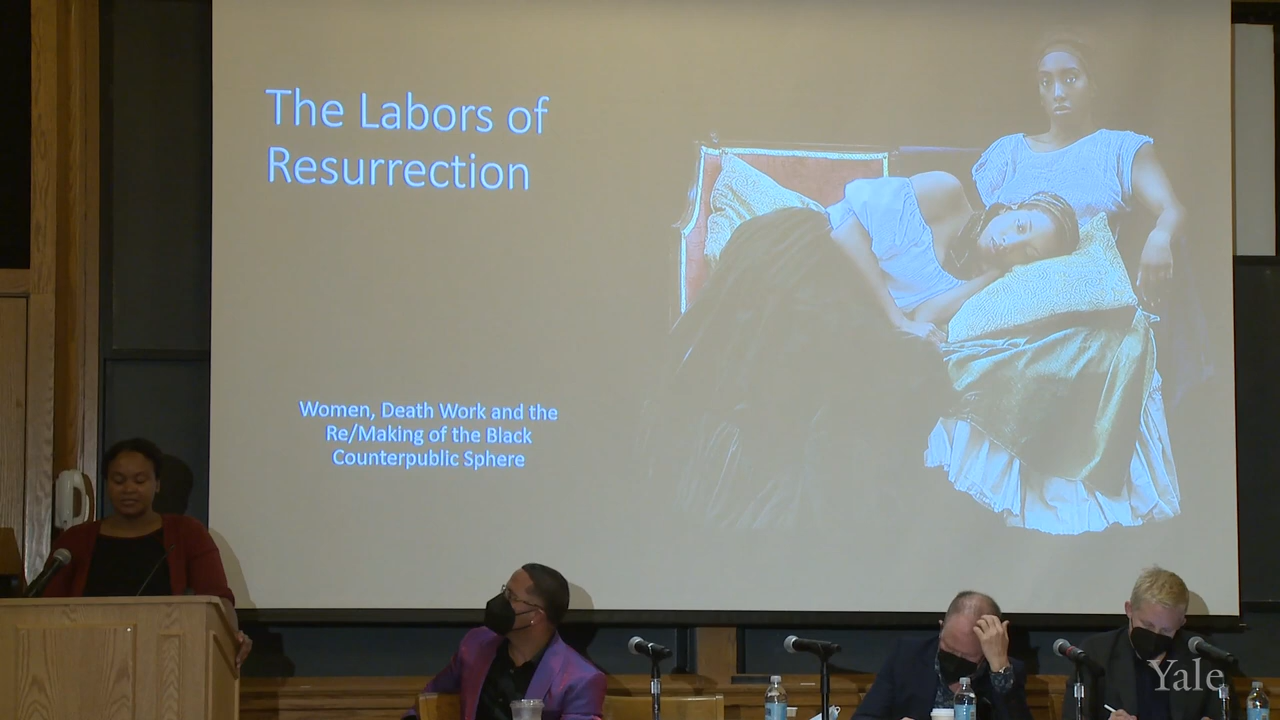 The Labors of
Resurrection
Women, Death Work and the
Re/Making of the Black
Counterpublic Sphere
Yale